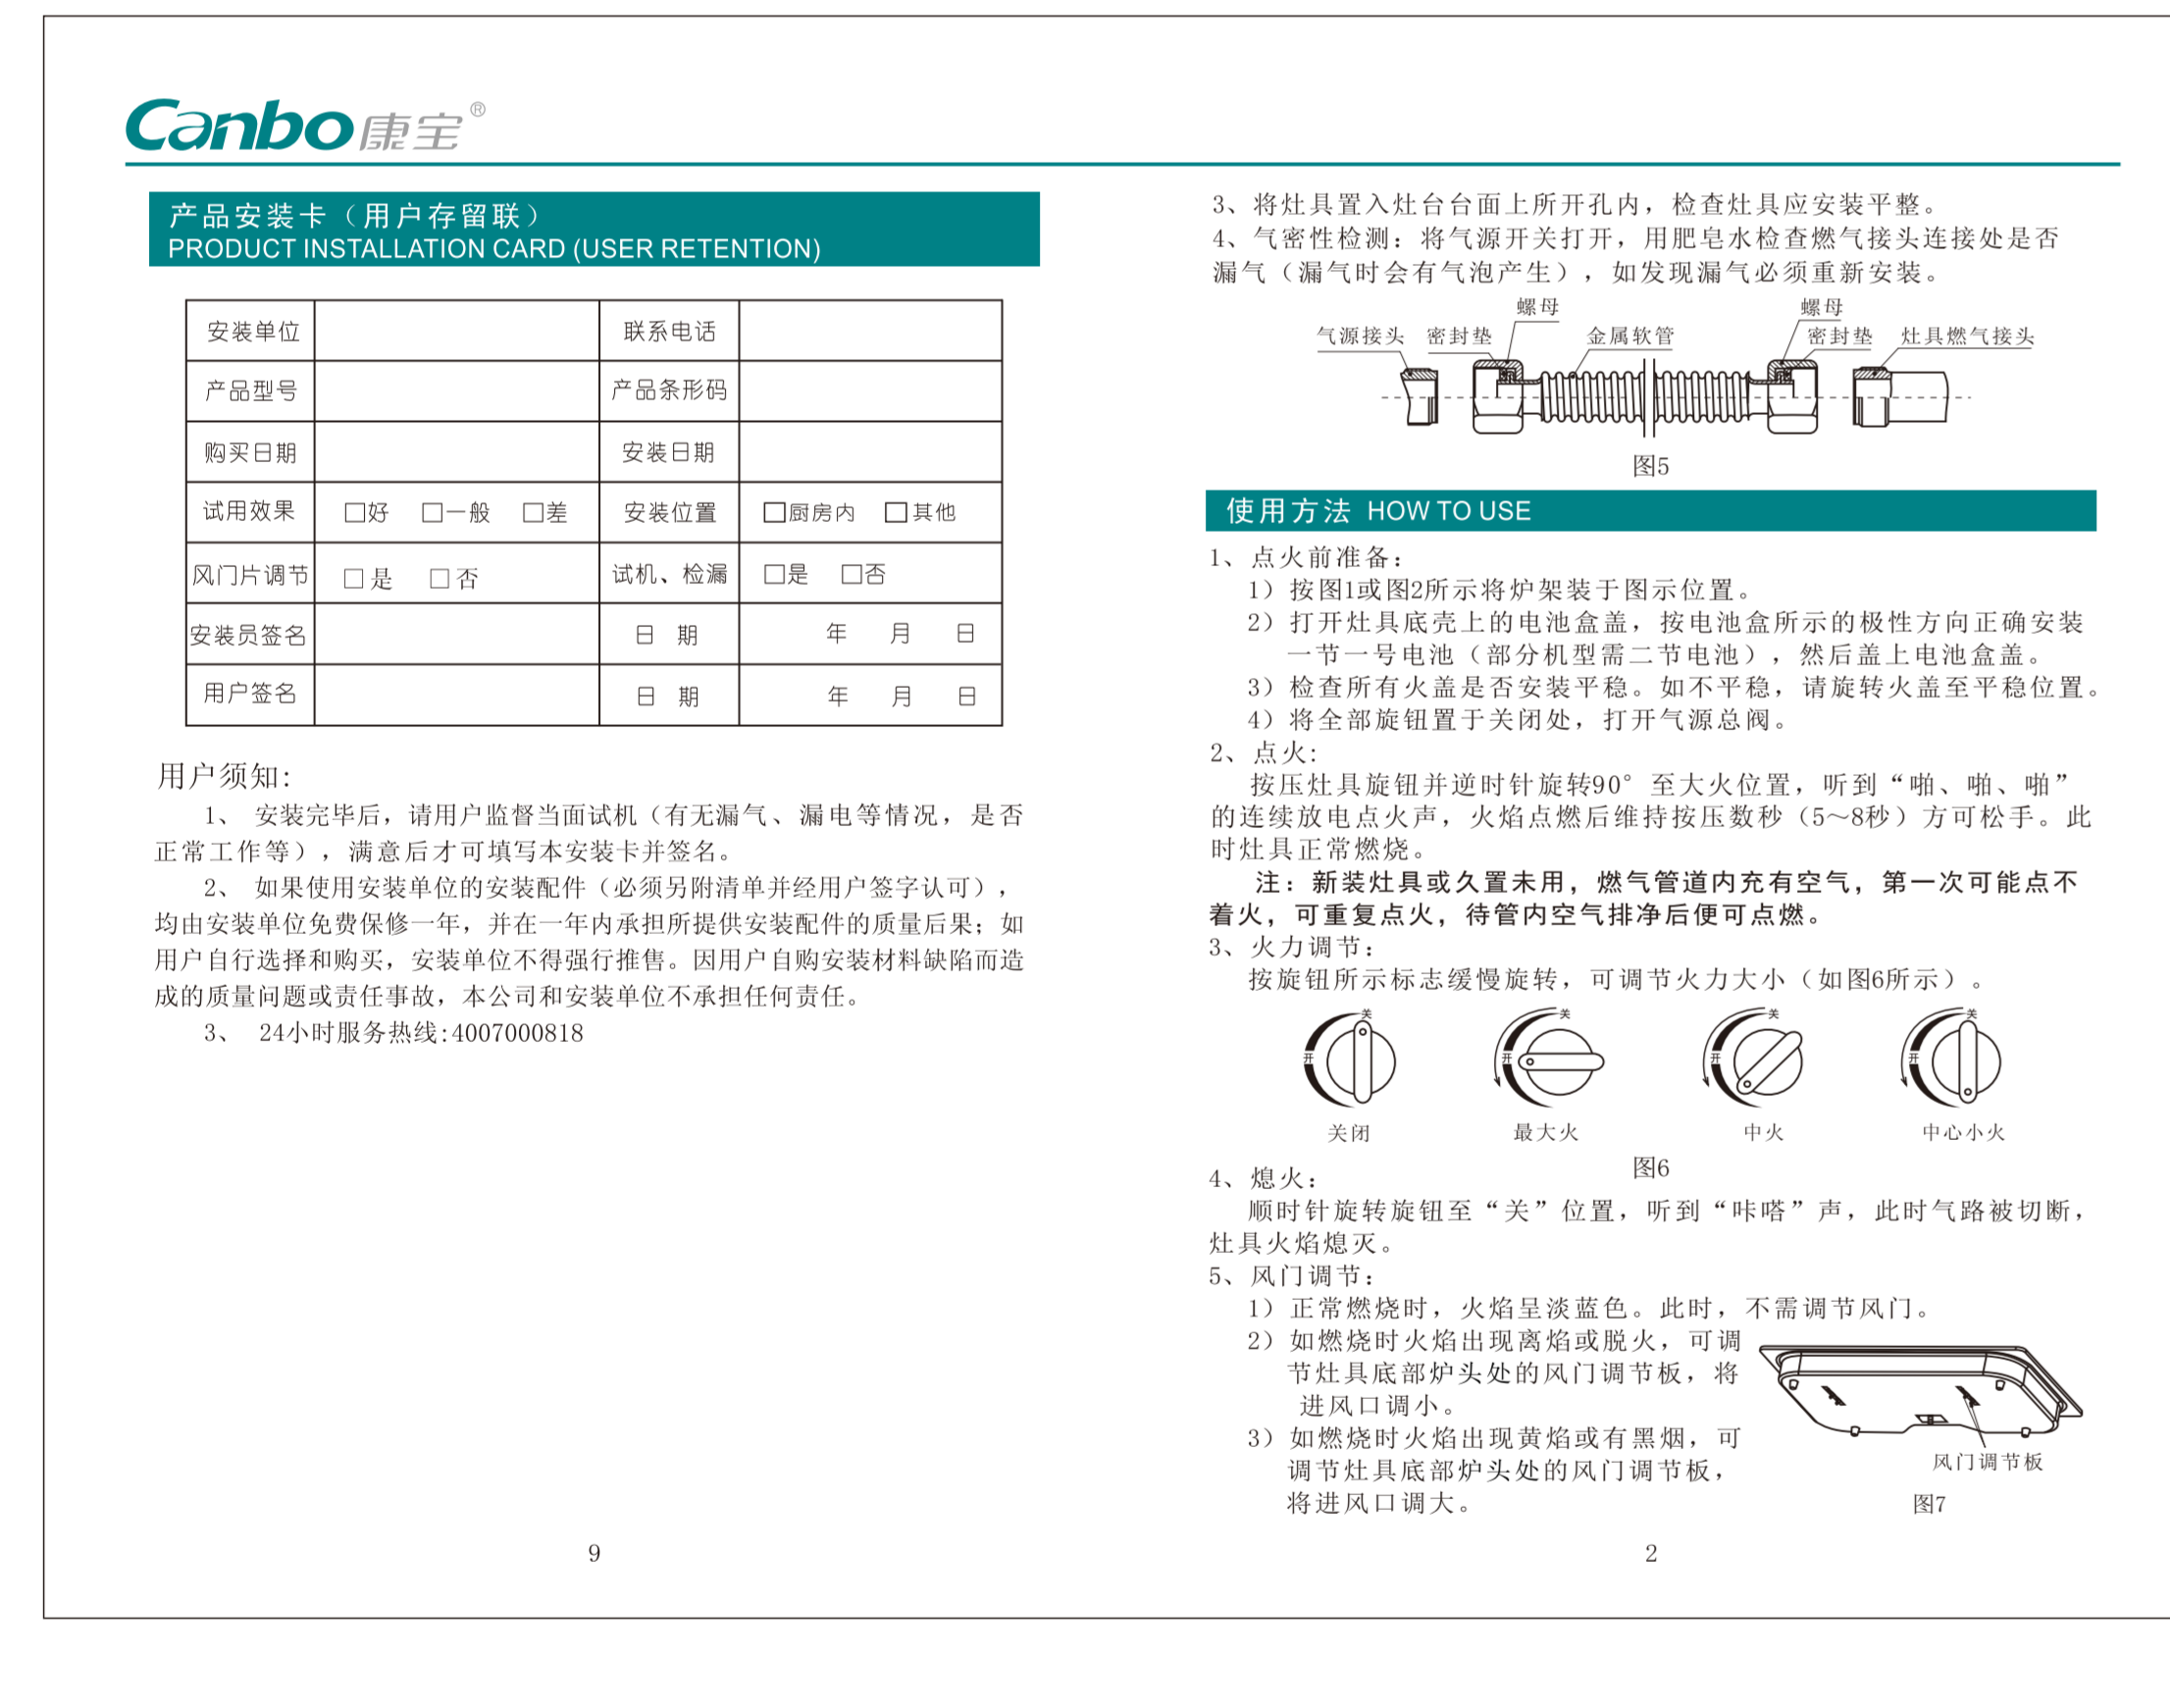 Canbo康宝®
产品安装卡（用户存留联）
PRODUCT INSTALLATION CARD (USER RETENTION)
安装单位 联系电话
产品型号 产品条形码
购买日期 安装日期
试用效果 □好 □一般 □差 安装位置 □厨房内 □其他
风门片调节 □是 □否 试机、检漏 □是 □否
安装员签名 日 期 年 月 日
用户签名 日 期 年 月 日
用户须知:
1、 安装完毕后，请用户监督当面试机（有无漏气、漏电等情况，是否
正常工作等），满意后才可填写本安装卡并签名。
2、 如果使用安装单位的安装配件（必须另附清单并经用户签字认可），
均由安装单位免费保修一年，并在一年内承担所提供安装配件的质量后果；如
用户自行选择和购买，安装单位不得强行推售。因用户自购安装材料缺陷而造
成的质量问题或责任事故，本公司和安装单位不承担任何责任。
3、 24小时服务热线:4007000818
9
3、将灶具置入灶台台面上所开孔内，检查灶具应安装平整。
4、气密性检测：将气源开关打开，用肥皂水检查燃气接头连接处是否
漏气（漏气时会有气泡产生），如发现漏气必须重新安装。
螺母 螺母
气源接头 密封垫 金属软管 密封垫 灶具燃气接头
图5
使用方法 HOW TO USE
1、点火前准备：
1）按图1或图2所示将炉架装于图示位置。
2）打开灶具底壳上的电池盒盖，按电池盒所示的极性方向正确安装
一节一号电池（部分机型需二节电池），然后盖上电池盒盖。
3）检查所有火盖是否安装平稳。如不平稳，请旋转火盖至平稳位置。
4）将全部旋钮置于关闭处，打开气源总阀。
2、点火:
按压灶具旋钮并逆时针旋转90° 至大火位置，听到“啪、啪、啪”
的连续放电点火声，火焰点燃后维持按压数秒（5～8秒）方可松手。此
时灶具正常燃烧。
注：新装灶具或久置未用，燃气管道内充有空气，第一次可能点不
着火，可重复点火，待管内空气排净后便可点燃。
3、火力调节：
按旋钮所示标志缓慢旋转，可调节火力大小（如图6所示）。
关 关 关 关
开 开 开 开
关闭 最大火 中火 中心小火
图6
4、熄火：
顺时针旋转旋钮至“关”位置，听到“咔嗒”声，此时气路被切断，
灶具火焰熄灭。
5、风门调节：
1）正常燃烧时，火焰呈淡蓝色。此时，不需调节风门。
2）如燃烧时火焰出现离焰或脱火，可调
节灶具底部炉头处的风门调节板，将
进风口调小。
3）如燃烧时火焰出现黄焰或有黑烟，可
调节灶具底部炉头处的风门调节板，
将进风口调大。
风门调节板
图7
2